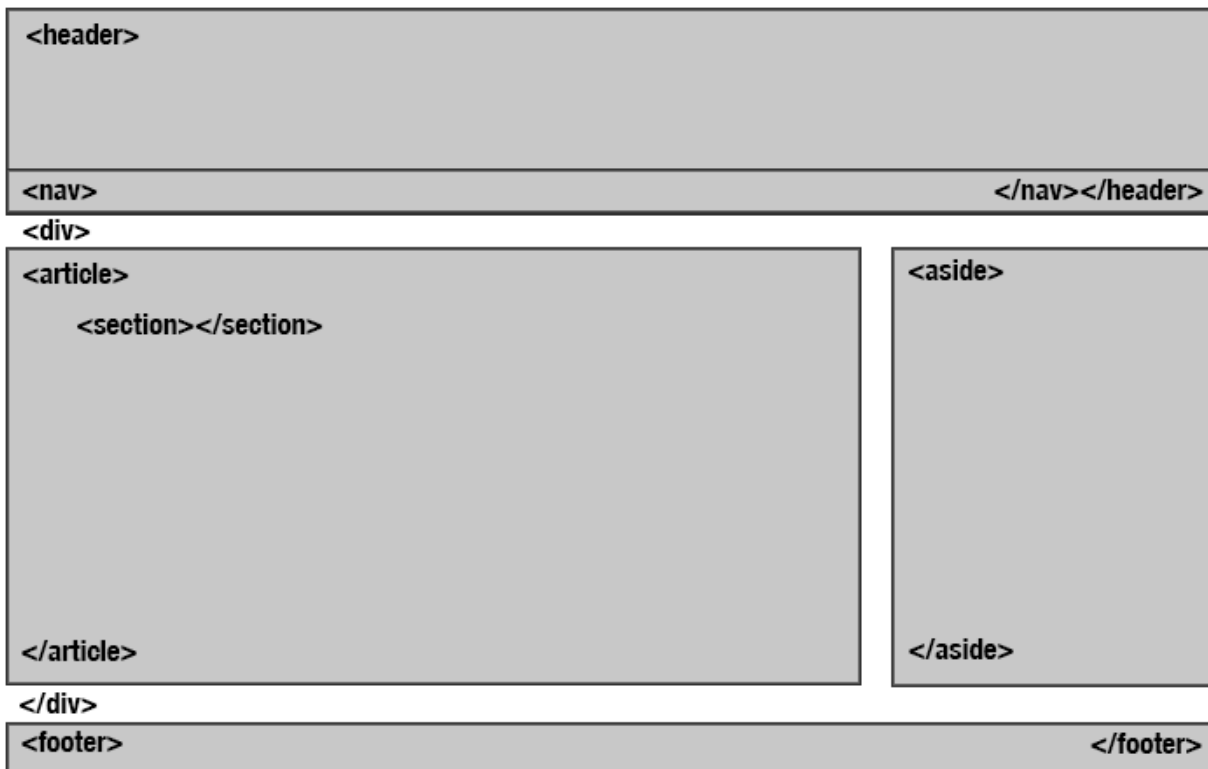 <header>
<nav> </nav></header>
<div>
<article>
<section></section>
</article>
<aside>
</aside>
</div>
<footer> </footer>